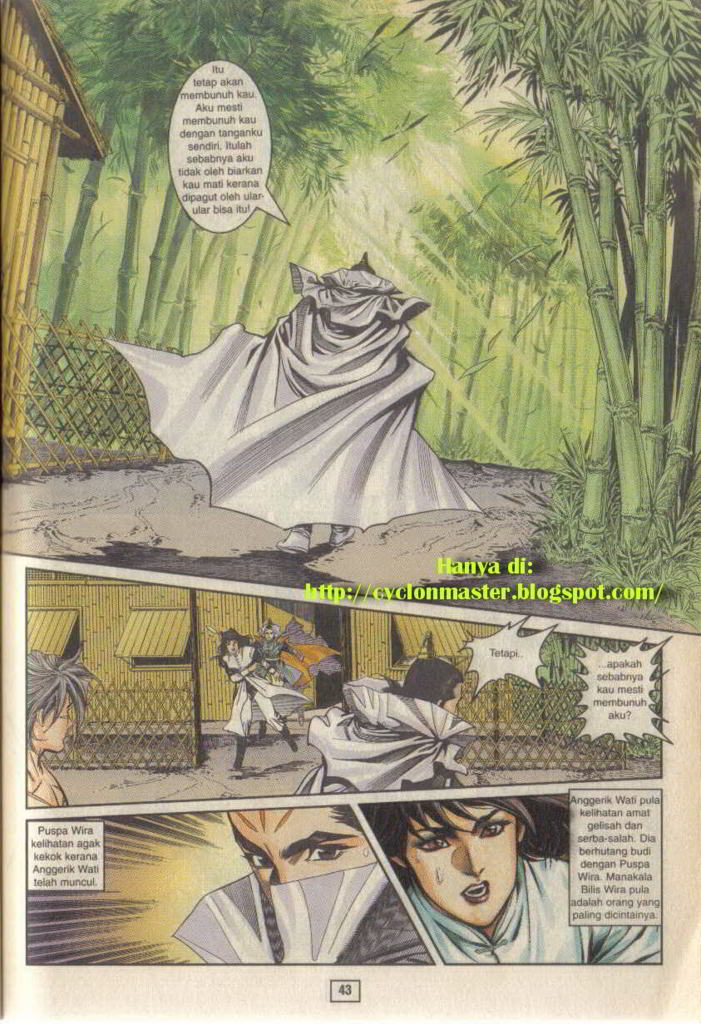 Itu
tetap akan
membunuh kau.
Aku mesti
membunuh kau
dengan tanganku
sendiri. Itulah
sebabnya aku
tidak oleh biarkan
kau mati kerana
dipagut oleh ular-
ular bisa itu!
Hanya di:
http://cyclonmaster.blogspot.com/
Tetapi..
...apakah
sebabnya
kau mesti
membunuh
aku?
Puspa Wira
kelihatan agak
kekok kerana
Anggerik Wati
telah muncul.
Anggerik Wati pula
kelihatan amat
gelisah dan
serba-salah. Dia
berhutang budi
dengan Puspa
Wira. Manakala
Bilis Wira pula
adalah orang yang
paling dicintainya.
43